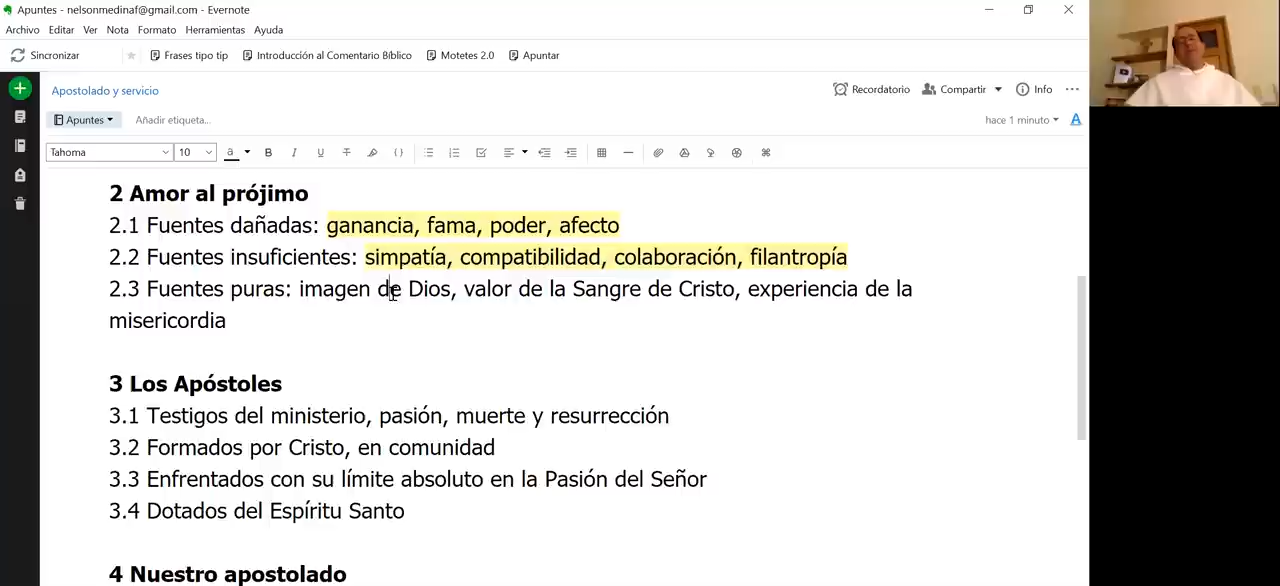 Apuntes - nelsonmedinaf@gmail.com - Evernote
Archivo Editar Ver Nota Formato Herramientas Ayuda
Sincronizar Frases tipo tip Introducción al Comentario Bíblico Motetes 2.0 Apuntar
Apostolado y servicio Recordatorio Compartir Info
Apuntes Añadir etiqueta... hace 1 minuto
Tahoma 10 a B I U T
2 Amor al prójimo
2.1 Fuentes dañadas: ganancia, fama, poder, afecto
2.2 Fuentes insuficientes: simpatía, compatibilidad, colaboración, filantropía
2.3 Fuentes puras: imagen de Dios, valor de la Sangre de Cristo, experiencia de la
misericordia
3 Los Apóstoles
3.1 Testigos del ministerio, pasión, muerte y resurrección
3.2 Formados por Cristo, en comunidad
3.3 Enfrentados con su límite absoluto en la Pasión del Señor
3.4 Dotados del Espíritu Santo
4 Nuestro apostolado